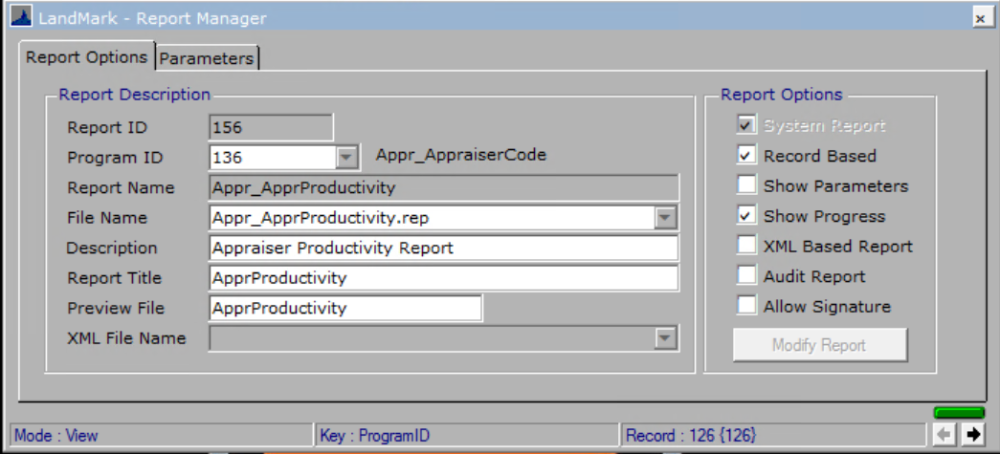 LandMark - Report Manager
Report Options Parameters
Report Description
Report ID 156
Program ID 136 Appr_AppraiserCode
Report Name Appr_ApprProductivity
File Name Appr_ApprProductivity.rep
Description Appraiser Productivity Report
Report Title ApprProductivity
Preview File ApprProductivity
XML File Name
Report Options
System Report
Record Based
Show Parameters
Show Progress
XML Based Report
Audit Report
Allow Signature
Modify Report
Mode : View Key : ProgramID Record : 126 {126}